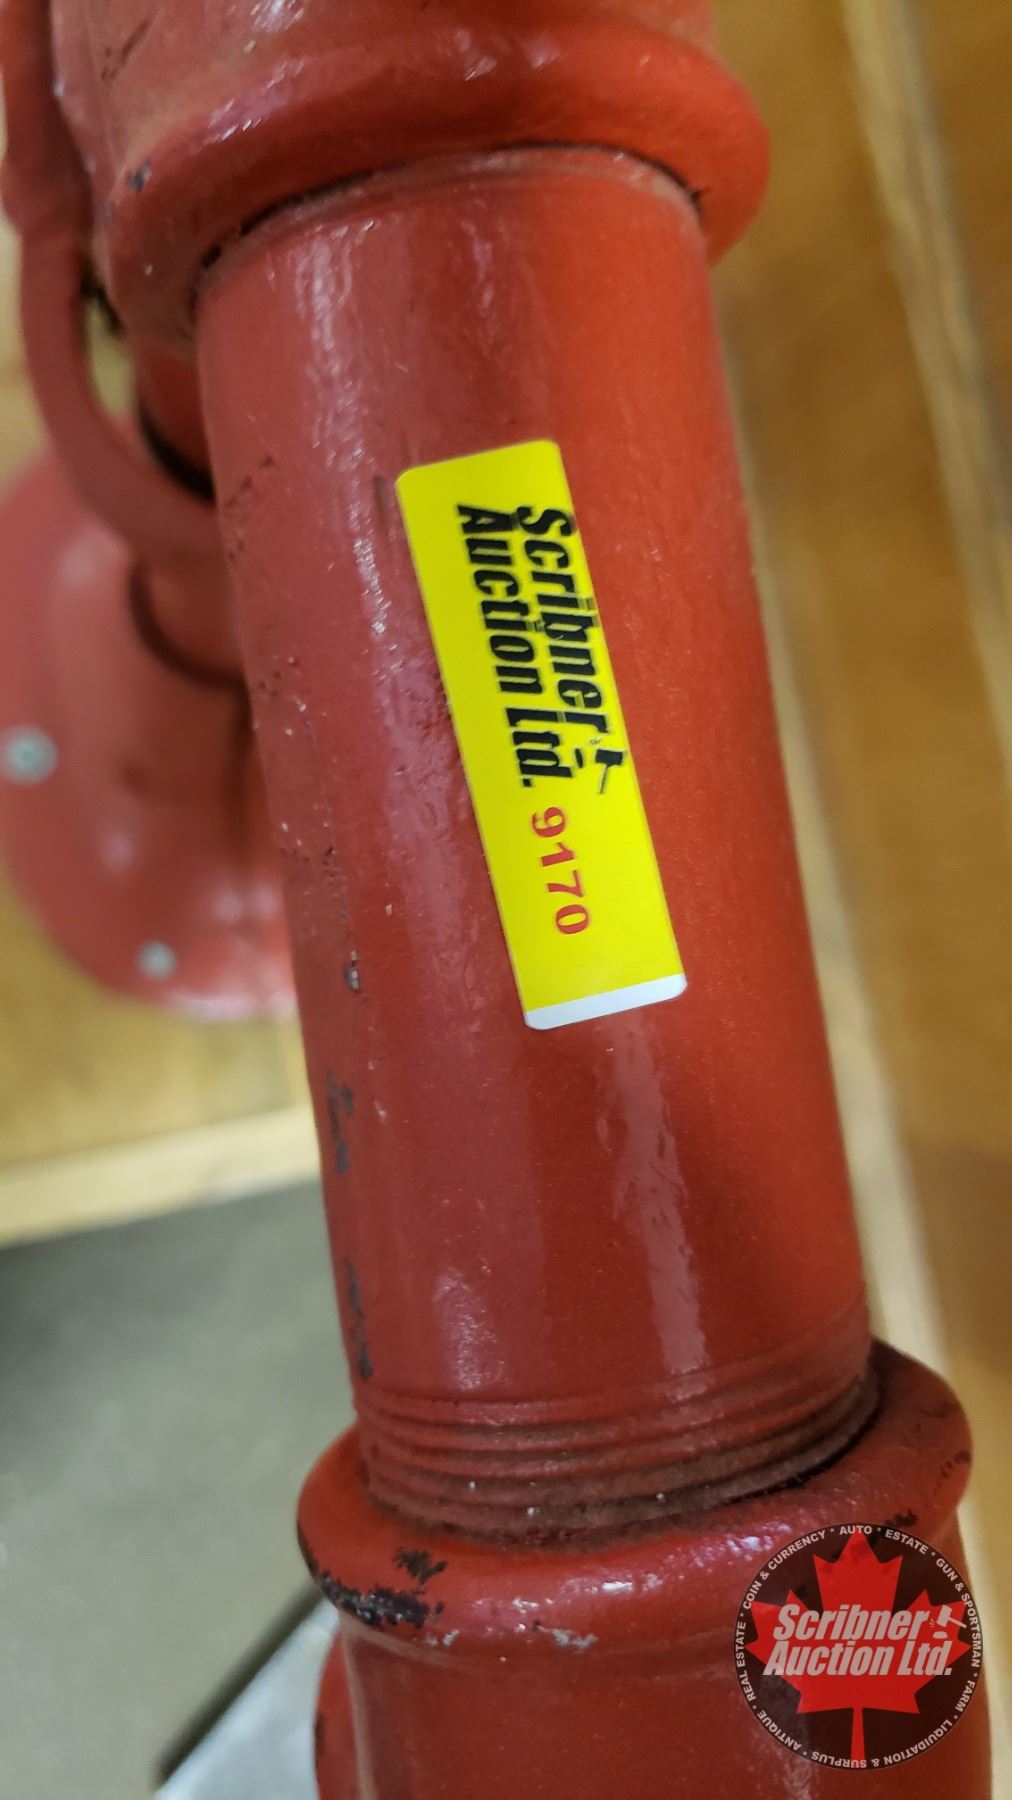 Scribner
Auction Ltd.
9170
Scribner
Auction Ltd.
COIN & CURRENCY * AUTO * ESTATE * GUN & SPORTSMAN * FARM * LIQUIDATION & SURPLUS * ANTIQUE * REAL ESTATE *